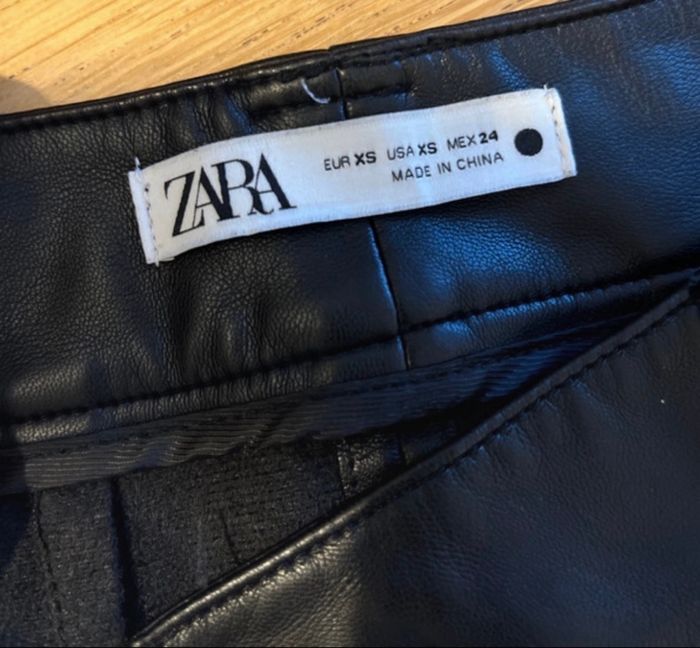 ZARA
EUR XS USA XS MEX 24
MADE IN CHINA